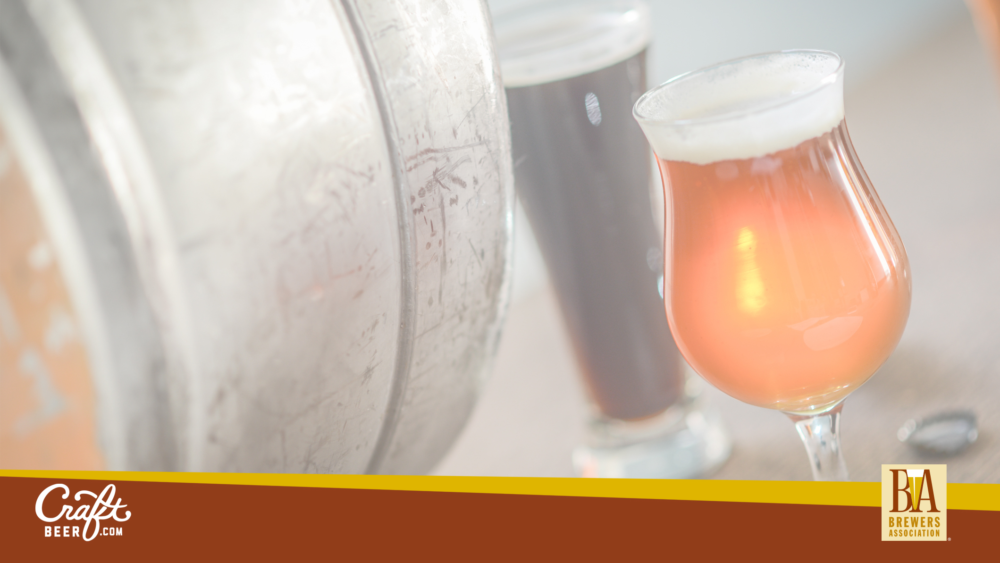 Craft
BEER.COM
BA
BREWERS
ASSOCIATION
®